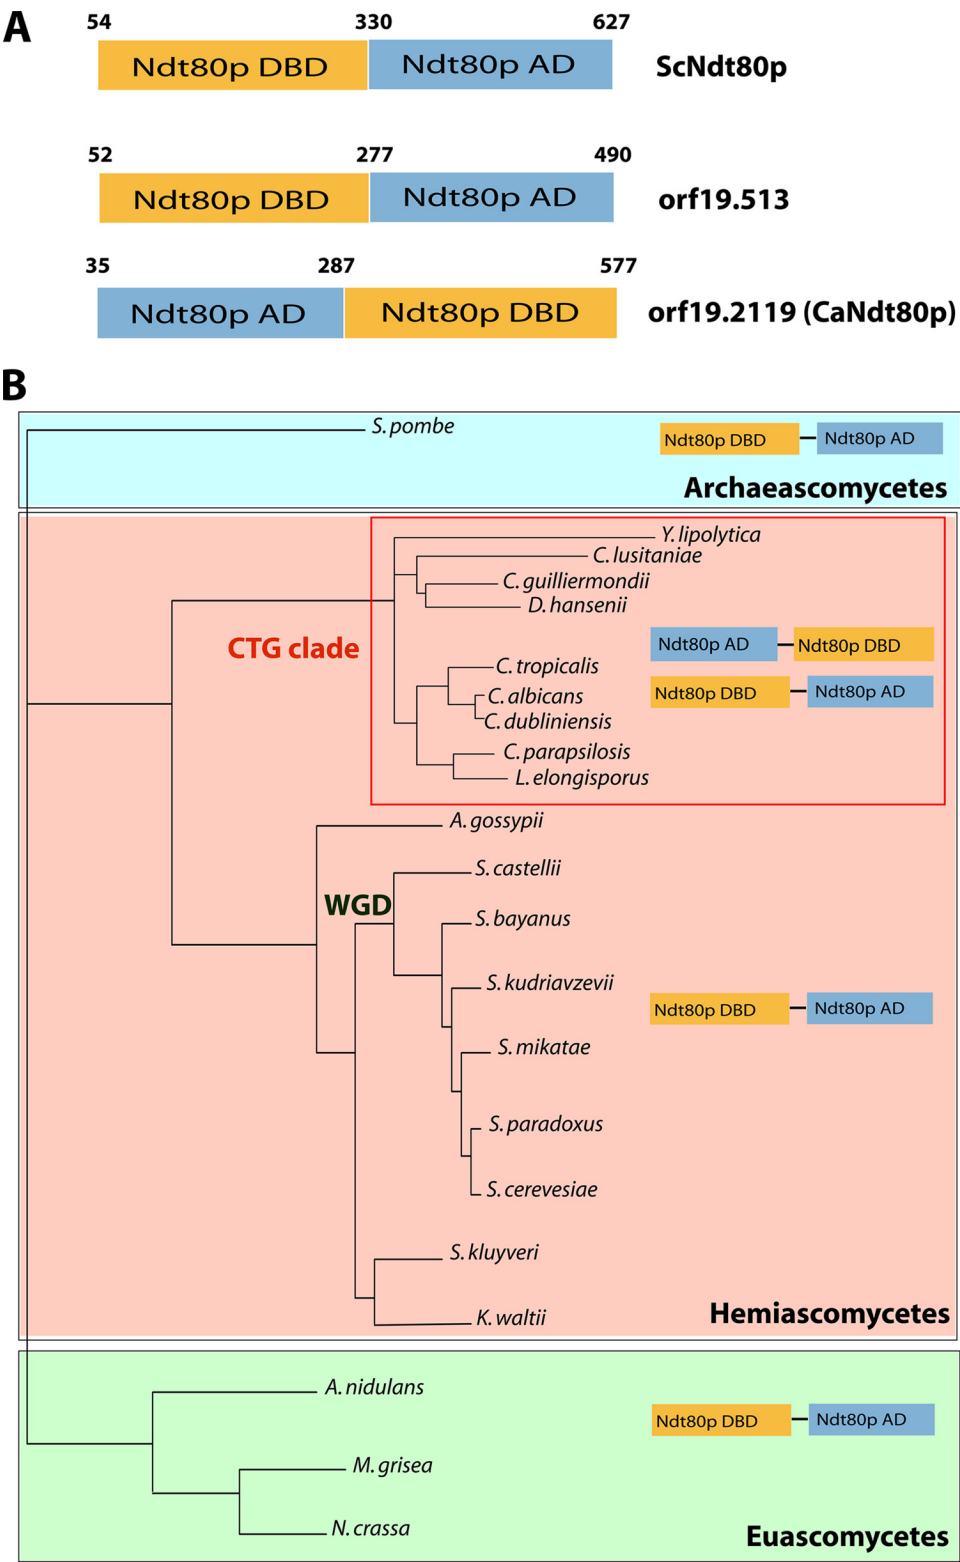 A
54 330 627
Ndt80p DBD Ndt80p AD ScNdt80p
52 277 490
Ndt80p DBD Ndt80p AD orf19.513
35 287 577
Ndt80p AD Ndt80p DBD orf19.2119 (CaNdt80p)
B
S. pombe
Ndt80p DBD Ndt80p AD
Archaeascomycetes
Y. lipolytica
C. lusitaniae
C. guilliermondii
D. hansenii
CTG clade
Ndt80p AD Ndt80p DBD
C. tropicalis
Ndt80p DBD Ndt80p AD
C. albicans
C. dubliniensis
C. parapsilosis
L. elongisporus
A. gossypii
S. castellii
WGD
S. bayanus
S. kudriavzevii
Ndt80p DBD Ndt80p AD
S. mikatae
S. paradoxus
S. cerevesiae
S. kluyveri
K. waltii
Hemiascomycetes
A. nidulans
Ndt80p DBD Ndt80p AD
M. grisea
N. crassa
Euascomycetes